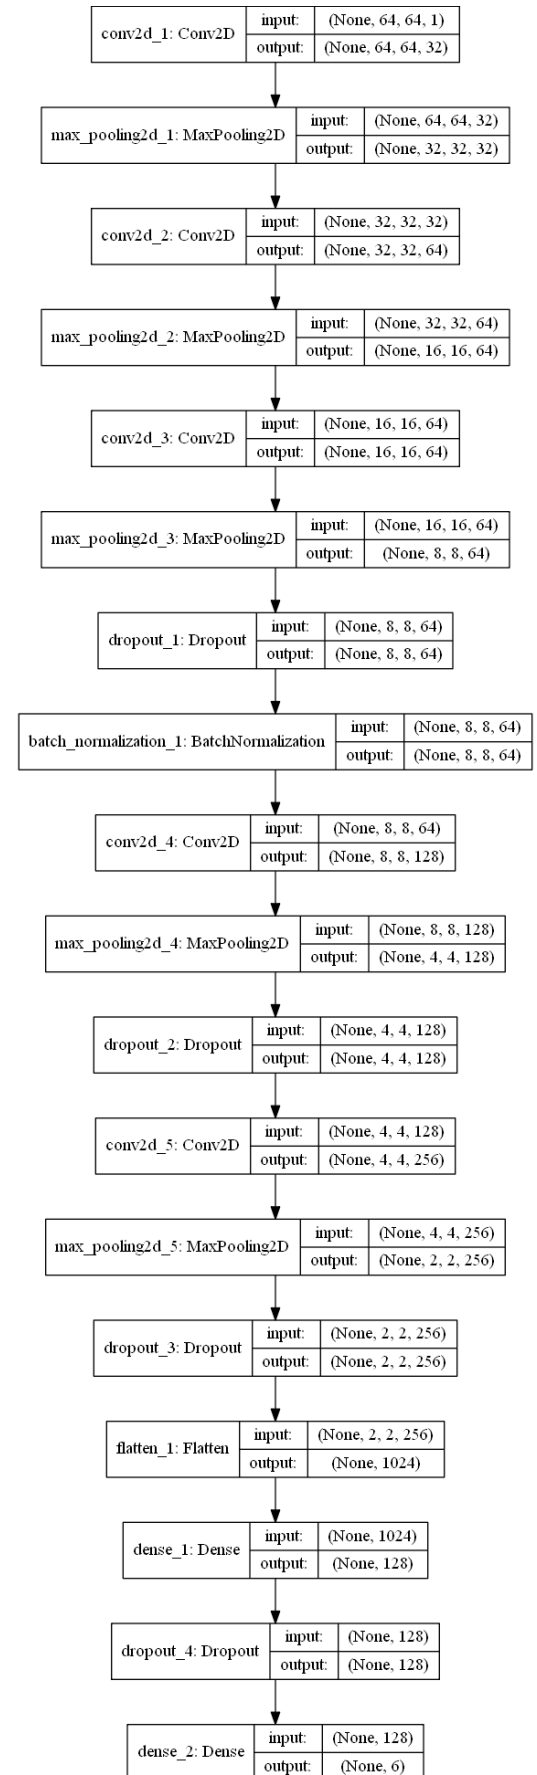 conv2d_1: Conv2D
input: (None, 64, 64, 1)
output: (None, 64, 64, 32)
max_pooling2d_1: MaxPooling2D
input: (None, 64, 64, 32)
output: (None, 32, 32, 32)
conv2d_2: Conv2D
input: (None, 32, 32, 32)
output: (None, 32, 32, 64)
max_pooling2d_2: MaxPooling2D
input: (None, 32, 32, 64)
output: (None, 16, 16, 64)
conv2d_3: Conv2D
input: (None, 16, 16, 64)
output: (None, 16, 16, 64)
max_pooling2d_3: MaxPooling2D
input: (None, 16, 16, 64)
output: (None, 8, 8, 64)
dropout_1: Dropout
input: (None, 8, 8, 64)
output: (None, 8, 8, 64)
batch_normalization_1: BatchNormalization
input: (None, 8, 8, 64)
output: (None, 8, 8, 64)
conv2d_4: Conv2D
input: (None, 8, 8, 64)
output: (None, 8, 8, 128)
max_pooling2d_4: MaxPooling2D
input: (None, 8, 8, 128)
output: (None, 4, 4, 128)
dropout_2: Dropout
input: (None, 4, 4, 128)
output: (None, 4, 4, 128)
conv2d_5: Conv2D
input: (None, 4, 4, 128)
output: (None, 4, 4, 256)
max_pooling2d_5: MaxPooling2D
input: (None, 4, 4, 256)
output: (None, 2, 2, 256)
dropout_3: Dropout
input: (None, 2, 2, 256)
output: (None, 2, 2, 256)
flatten_1: Flatten
input: (None, 2, 2, 256)
output: (None, 1024)
dense_1: Dense
input: (None, 1024)
output: (None, 128)
dropout_4: Dropout
input: (None, 128)
output: (None, 128)
dense_2: Dense
input: (None, 128)
output: (None, 6)